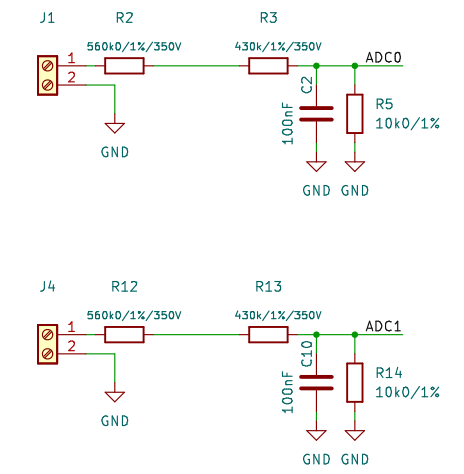 J1 R2 R3
560k0/1%/350V 430k/1%/350V
1 ADC0
2
C2
100nF
R5
10k0/1%
GND
GND GND
J4 R12 R13
560k0/1%/350V 430k/1%/350V
1 ADC1
2
C10
100nF
R14
10k0/1%
GND
GND GND